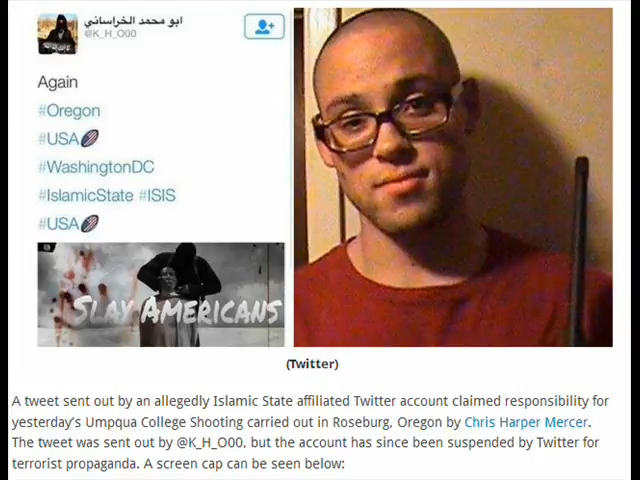 ابو محمد الخراساني
@K_H_O00
Again
#Oregon
#USA
#WashingtonDC
#IslamicState #ISIS
#USA
SLAY AMERICANS
(Twitter)
A tweet sent out by an allegedly Islamic State affiliated Twitter account claimed responsibility for
yesterday's Umpqua College Shooting carried out in Roseburg, Oregon by Chris Harper Mercer.
The tweet was sent out by @K_H_O00, but the account has since been suspended by Twitter for
terrorist propaganda. A screen cap can be seen below: